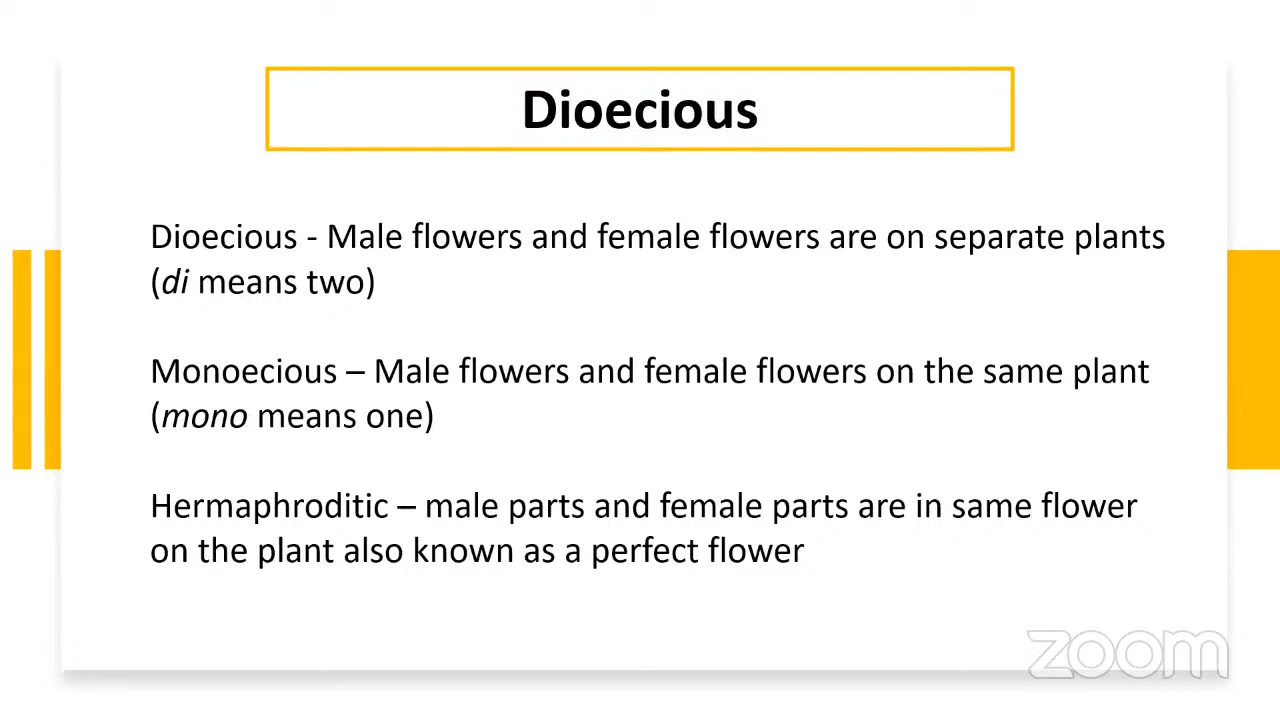 Dioecious
Dioecious - Male flowers and female flowers are on separate plants
(di means two)
Monoecious – Male flowers and female flowers on the same plant
(mono means one)
Hermaphroditic – male parts and female parts are in same flower
on the plant also known as a perfect flower
zoom